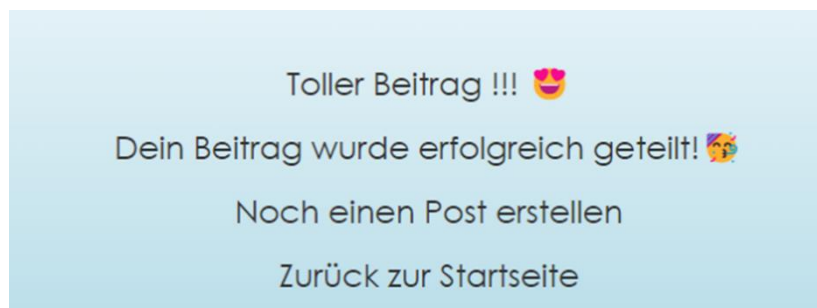 Toller Beitrag !!! 😍
Dein Beitrag wurde erfolgreich geteilt!🥳
Noch einen Post erstellen
Zurück zur Startseite